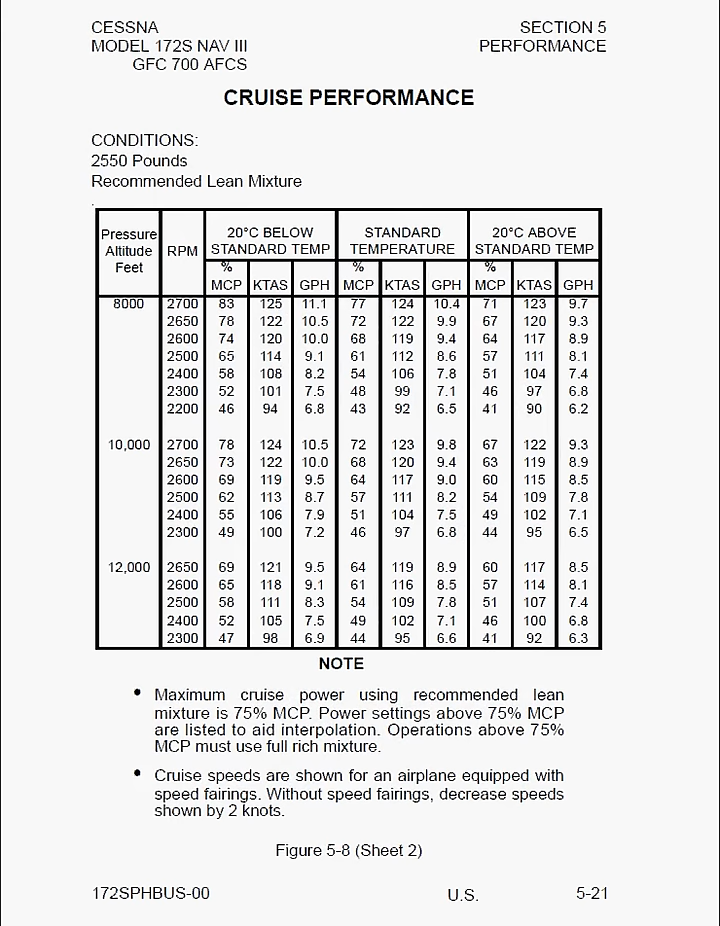 CESSNA SECTION 5
MODEL 172S NAV III PERFORMANCE
GFC 700 AFCS
CRUISE PERFORMANCE
CONDITIONS:
2550 Pounds
Recommended Lean Mixture
Pressure Altitude Feet RPM 20°C BELOW STANDARD TEMP STANDARD TEMPERATURE 20°C ABOVE STANDARD TEMP
% MCP KTAS GPH % MCP KTAS GPH % MCP KTAS GPH
8000 2700 83 125 11.1 77 124 10.4 71 123 9.7
2650 78 122 10.5 72 122 9.9 67 120 9.3
2600 74 120 10.0 68 119 9.4 64 117 8.9
2500 65 114 9.1 61 112 8.6 57 111 8.1
2400 58 108 8.2 54 106 7.8 51 104 7.4
2300 52 101 7.5 48 99 7.1 46 97 6.8
2200 46 94 6.8 43 92 6.5 41 90 6.2
10,000 2700 78 124 10.5 72 123 9.8 67 122 9.3
2650 73 122 10.0 68 120 9.4 63 119 8.9
2600 69 119 9.5 64 117 9.0 60 115 8.5
2500 62 113 8.7 57 111 8.2 54 109 7.8
2400 55 106 7.9 51 104 7.5 49 102 7.1
2300 49 100 7.2 46 97 6.8 44 95 6.5
12,000 2650 69 121 9.5 64 119 8.9 60 117 8.5
2600 65 118 9.1 61 116 8.5 57 114 8.1
2500 58 111 8.3 54 109 7.8 51 107 7.4
2400 52 105 7.5 49 102 7.1 46 100 6.8
2300 47 98 6.9 44 95 6.6 41 92 6.3
NOTE
• Maximum cruise power using recommended lean
mixture is 75% MCP. Power settings above 75% MCP
are listed to aid interpolation. Operations above 75%
MCP must use full rich mixture.
• Cruise speeds are shown for an airplane equipped with
speed fairings. Without speed fairings, decrease speeds
shown by 2 knots.
Figure 5-8 (Sheet 2)
172SPHBUS-00 U.S. 5-21